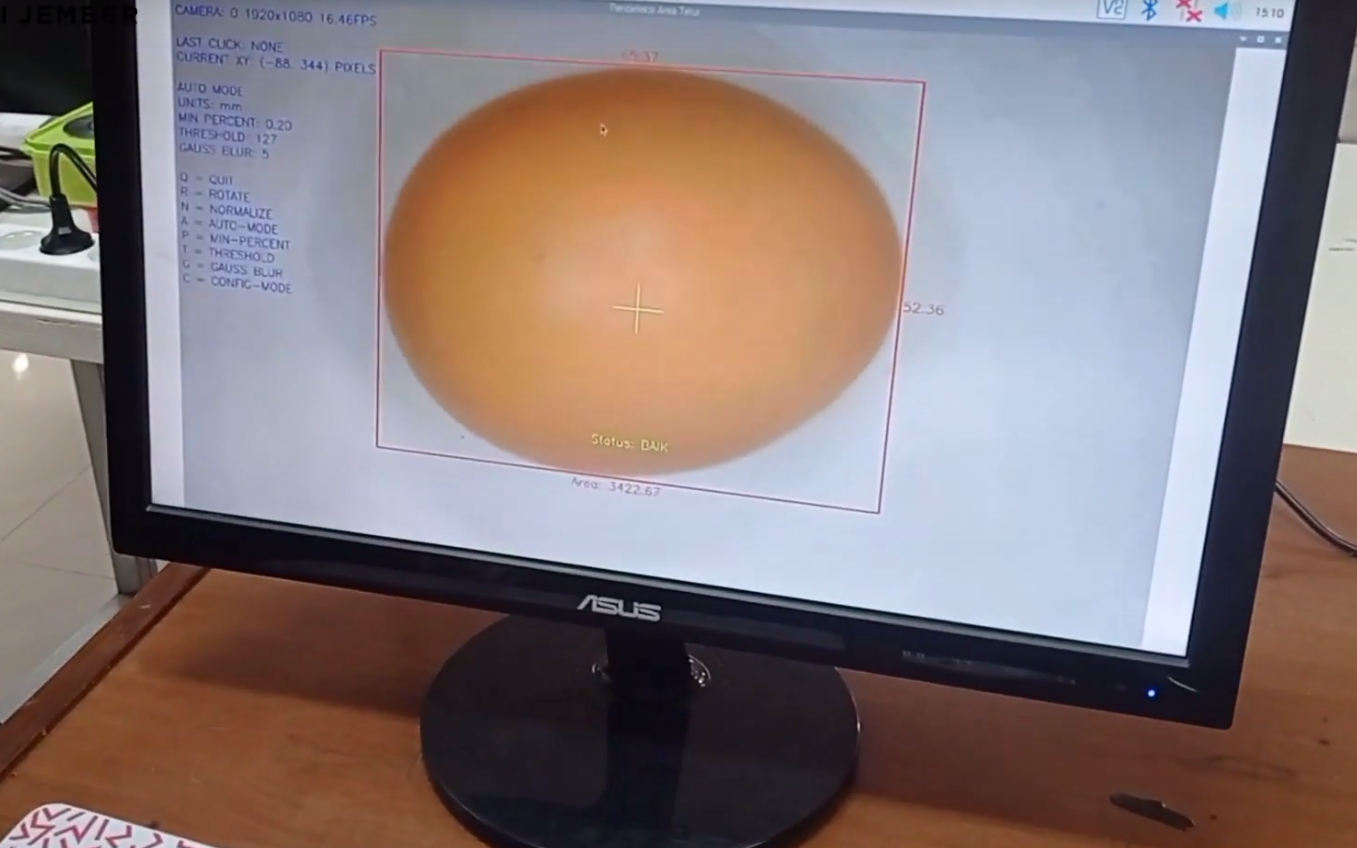 I JEMBER
CAMERA: 0 1920x1080 16.46FPS
Pendeteksi Area Telur
V2
15:10
LAST CLICK: NONE
CURRENT XY: (-88, 344) PIXELS
65.37
AUTO MODE
UNITS: mm
MIN PERCENT: 0.20
THRESHOLD: 127
GAUSS BLUR: 5
Q = QUIT
R = ROTATE
N = NORMALIZE
A = AUTO-MODE
P = MIN-PERCENT
T = THRESHOLD
G = GAUSS BLUR
C = CONFIG-MODE
52.36
Status: BAIK
Area: 3422.67
ASUS